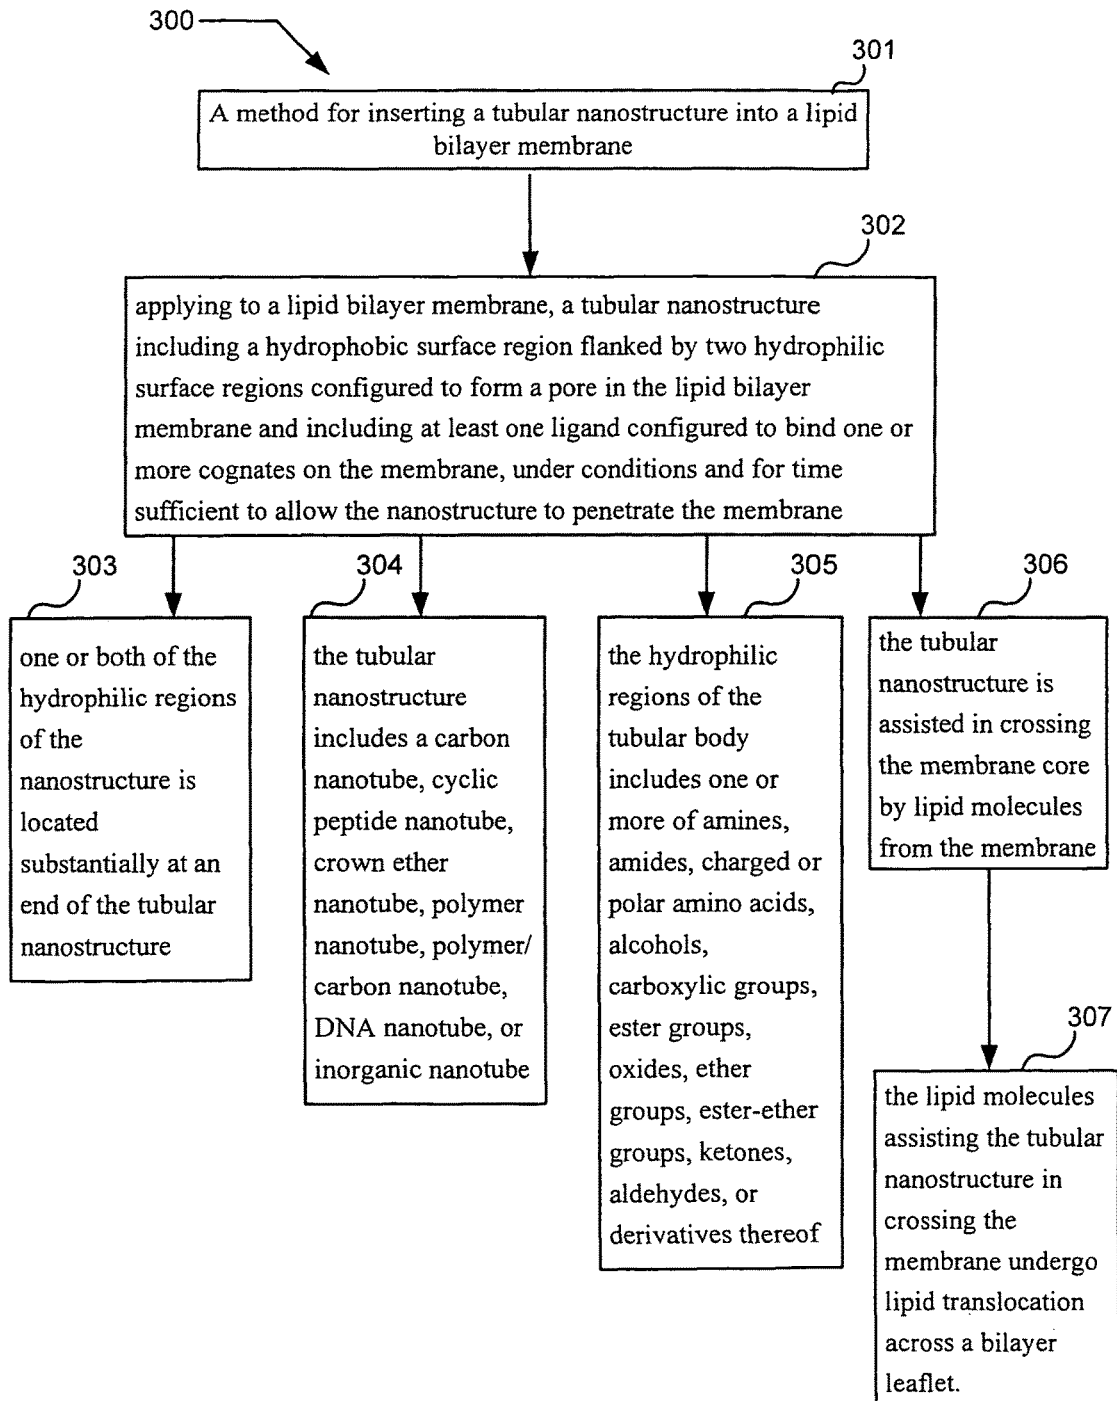 300
301
A method for inserting a tubular nanostructure into a lipid
bilayer membrane
302
applying to a lipid bilayer membrane, a tubular nanostructure
including a hydrophobic surface region flanked by two hydrophilic
surface regions configured to form a pore in the lipid bilayer
membrane and including at least one ligand configured to bind one or
more cognates on the membrane, under conditions and for time
sufficient to allow the nanostructure to penetrate the membrane
303
one or both of the
hydrophilic regions
of the
nanostructure is
located
substantially at an
end of the tubular
nanostructure
304
the tubular
nanostructure
includes a carbon
nanotube, cyclic
peptide nanotube,
crown ether
nanotube, polymer
nanotube, polymer/
carbon nanotube,
DNA nanotube, or
inorganic nanotube
305
the hydrophilic
regions of the
tubular body
includes one or
more of amines,
amides, charged or
polar amino acids,
alcohols,
carboxylic groups,
ester groups,
oxides, ether
groups, ester-ether
groups, ketones,
aldehydes, or
derivatives thereof
306
the tubular
nanostructure is
assisted in crossing
the membrane core
by lipid molecules
from the membrane
307
the lipid molecules
assisting the tubular
nanostructure in
crossing the
membrane undergo
lipid translocation
across a bilayer
leaflet.